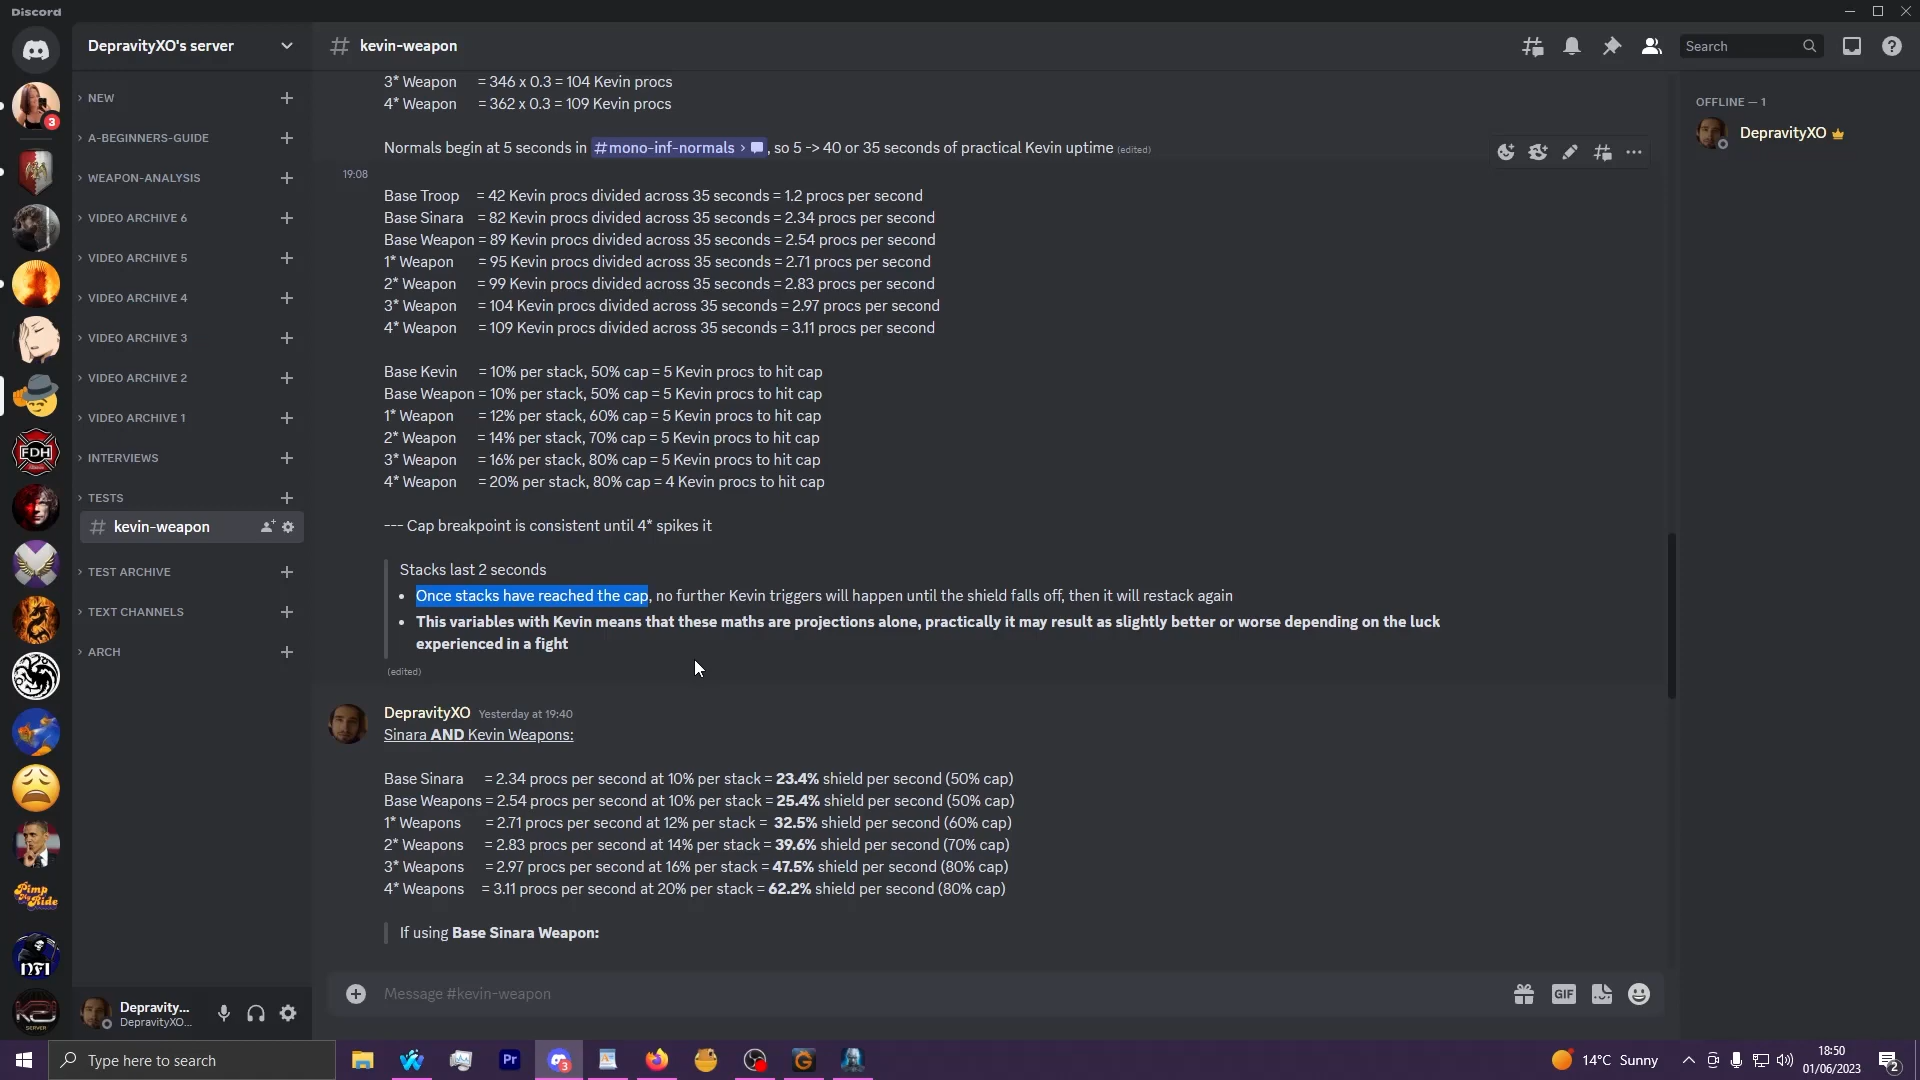 Discord
DepravityXO's server
# kevin-weapon
Search
NEW
A-BEGINNERS-GUIDE
WEAPON-ANALYSIS
VIDEO ARCHIVE 6
VIDEO ARCHIVE 5
VIDEO ARCHIVE 4
VIDEO ARCHIVE 3
VIDEO ARCHIVE 2
VIDEO ARCHIVE 1
INTERVIEWS
TESTS
# kevin-weapon
TEST ARCHIVE
TEXT CHANNELS
ARCH
3
FDH
Pimp My Ride
NFI
SERVER
Depravity...
DepravityXO...
3* Weapon = 346 x 0.3 = 104 Kevin procs
4* Weapon = 362 x 0.3 = 109 Kevin procs
Normals begin at 5 seconds in #mono-inf-normals › , so 5 -> 40 or 35 seconds of practical Kevin uptime (edited)
19:08
Base Troop = 42 Kevin procs divided across 35 seconds = 1.2 procs per second
Base Sinara = 82 Kevin procs divided across 35 seconds = 2.34 procs per second
Base Weapon = 89 Kevin procs divided across 35 seconds = 2.54 procs per second
1* Weapon = 95 Kevin procs divided across 35 seconds = 2.71 procs per second
2* Weapon = 99 Kevin procs divided across 35 seconds = 2.83 procs per second
3* Weapon = 104 Kevin procs divided across 35 seconds = 2.97 procs per second
4* Weapon = 109 Kevin procs divided across 35 seconds = 3.11 procs per second
Base Kevin = 10% per stack, 50% cap = 5 Kevin procs to hit cap
Base Weapon = 10% per stack, 50% cap = 5 Kevin procs to hit cap
1* Weapon = 12% per stack, 60% cap = 5 Kevin procs to hit cap
2* Weapon = 14% per stack, 70% cap = 5 Kevin procs to hit cap
3* Weapon = 16% per stack, 80% cap = 5 Kevin procs to hit cap
4* Weapon = 20% per stack, 80% cap = 4 Kevin procs to hit cap
--- Cap breakpoint is consistent until 4* spikes it
Stacks last 2 seconds
• Once stacks have reached the cap, no further Kevin triggers will happen until the shield falls off, then it will restack again
• This variables with Kevin means that these maths are projections alone, practically it may result as slightly better or worse depending on the luck
experienced in a fight
(edited)
DepravityXO Yesterday at 19:40
Sinara AND Kevin Weapons:
Base Sinara = 2.34 procs per second at 10% per stack = 23.4% shield per second (50% cap)
Base Weapons = 2.54 procs per second at 10% per stack = 25.4% shield per second (50% cap)
1* Weapons = 2.71 procs per second at 12% per stack = 32.5% shield per second (60% cap)
2* Weapons = 2.83 procs per second at 14% per stack = 39.6% shield per second (70% cap)
3* Weapons = 2.97 procs per second at 16% per stack = 47.5% shield per second (80% cap)
4* Weapons = 3.11 procs per second at 20% per stack = 62.2% shield per second (80% cap)
If using Base Sinara Weapon:
Message #kevin-weapon
GIF
OFFLINE — 1
DepravityXO
Type here to search
Pr
3
14°C Sunny
18:50
01/06/2023
2